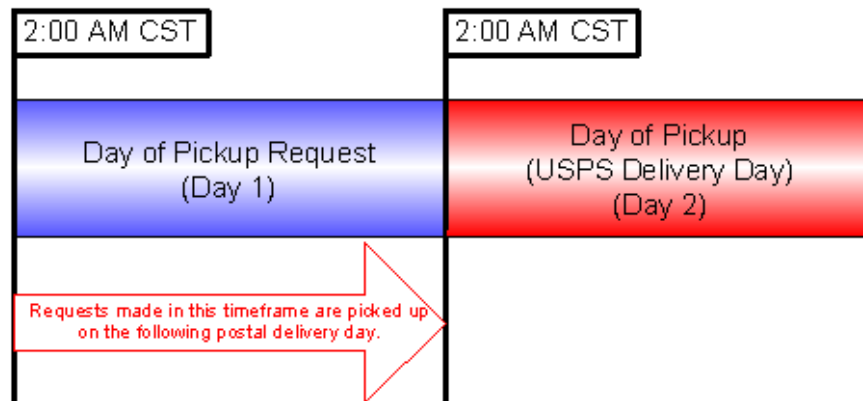 2:00 AM CST
2:00 AM CST
Day of Pickup Request
(Day 1)
Day of Pickup
(USPS Delivery Day)
(Day 2)
Requests made in this timeframe are picked up
on the following postal delivery day.